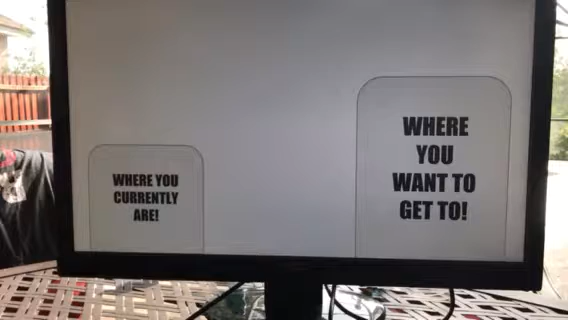 WHERE YOU
CURRENTLY
ARE!
WHERE
YOU
WANT TO
GET TO!